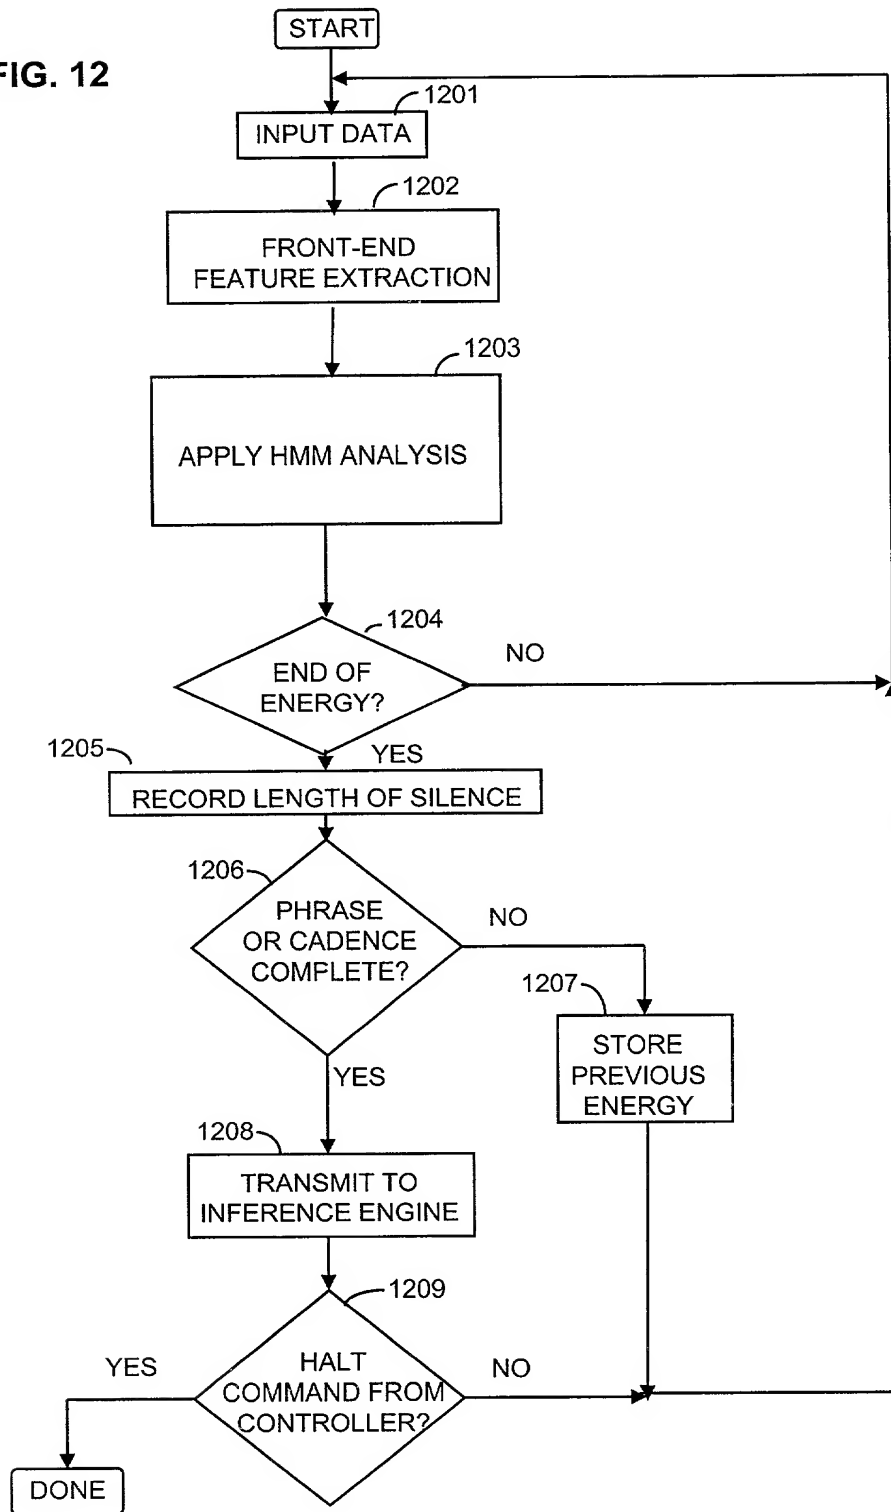 START
FIG. 12
1201
INPUT DATA
1202
FRONT-END
FEATURE EXTRACTION
1203
APPLY HMM ANALYSIS
1204
END OF
ENERGY?
NO
YES
1205
RECORD LENGTH OF SILENCE
1206
PHRASE
OR CADENCE
COMPLETE?
NO
1207
STORE
PREVIOUS
ENERGY
YES
1208
TRANSMIT TO
INFERENCE ENGINE
1209
HALT
COMMAND FROM
CONTROLLER?
YES
NO
DONE